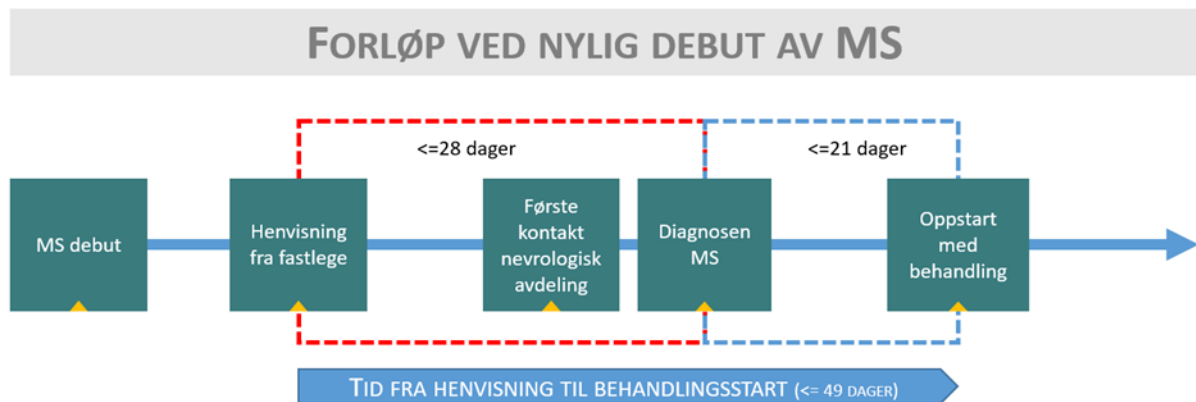 FORLØP VED NYLIG DEBUT AV MS
<=28 dager
<=21 dager
MS debut
Henvisning
fra fastlege
Første
kontakt
nevrologisk
avdeling
Diagnosen
MS
Oppstart
med
behandling
TID FRA HENVISNING TIL BEHANDLINGSSTART (<= 49 DAGER)